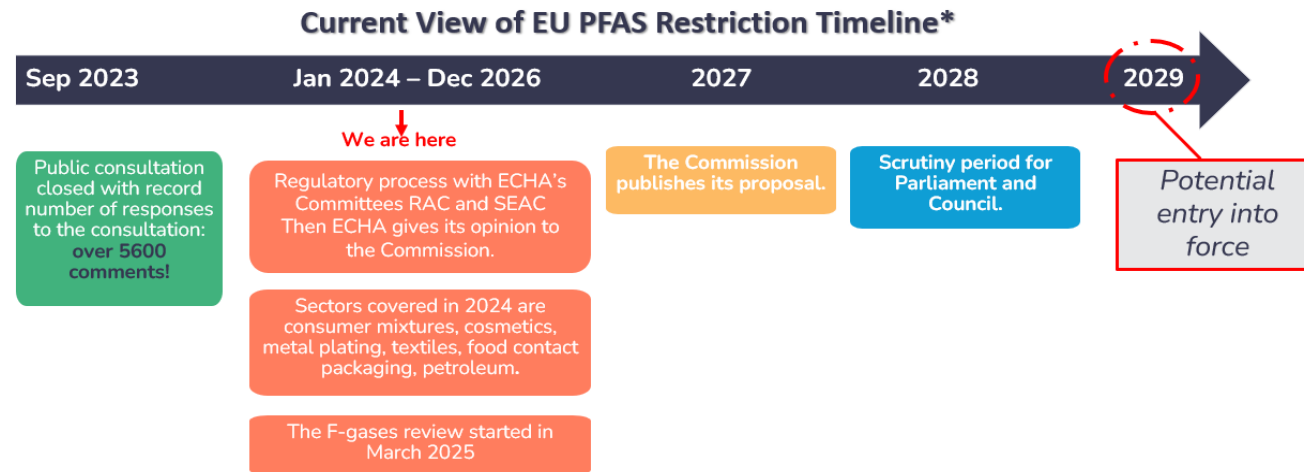 Current View of EU PFAS Restriction Timeline*
Sep 2023
Jan 2024 – Dec 2026
2027
2028
2029
We are here
Public consultation
closed with record
number of responses
to the consultation:
over 5600
comments!
Regulatory process with ECHA's
Committees RAC and SEAC
Then ECHA gives its opinion to
the Commission.
Sectors covered in 2024 are
consumer mixtures, cosmetics,
metal plating, textiles, food contact
packaging, petroleum.
The F-gases review started in
March 2025
The Commission
publishes its proposal.
Scrutiny period for
Parliament and
Council.
Potential
entry into
force